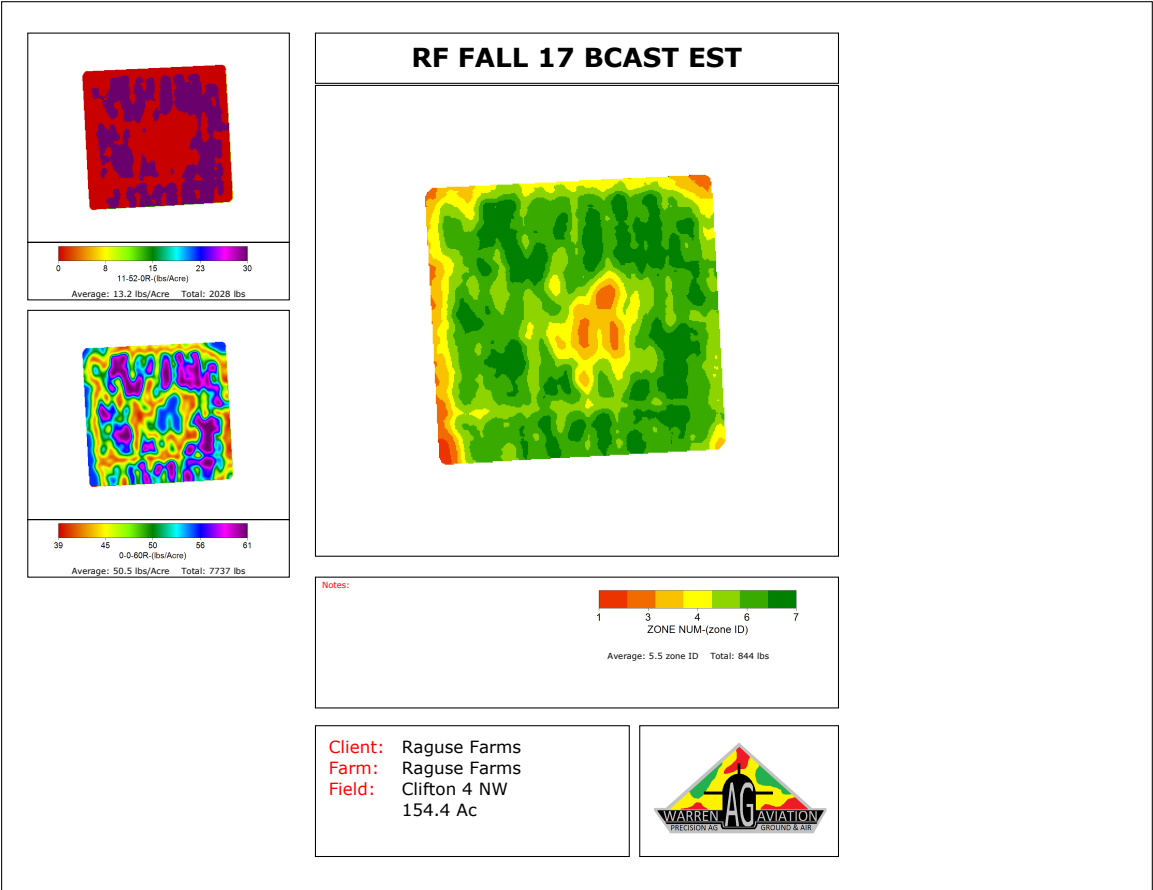 RF FALL 17 BCAST EST
0 8 15 23 30
11-52-0R-(lbs/Acre)
Average: 13.2 lbs/Acre Total: 2028 lbs
39 45 50 56 61
0-0-60R-(lbs/Acre)
Average: 50.5 lbs/Acre Total: 7737 lbs
Notes:
1 3 4 6 7
ZONE NUM-(zone ID)
Average: 5.5 zone ID Total: 844 lbs
Client: Raguse Farms
Farm: Raguse Farms
Field: Clifton 4 NW
154.4 Ac
WARREN AG AVIATION
PRECISION AG GROUND & AIR